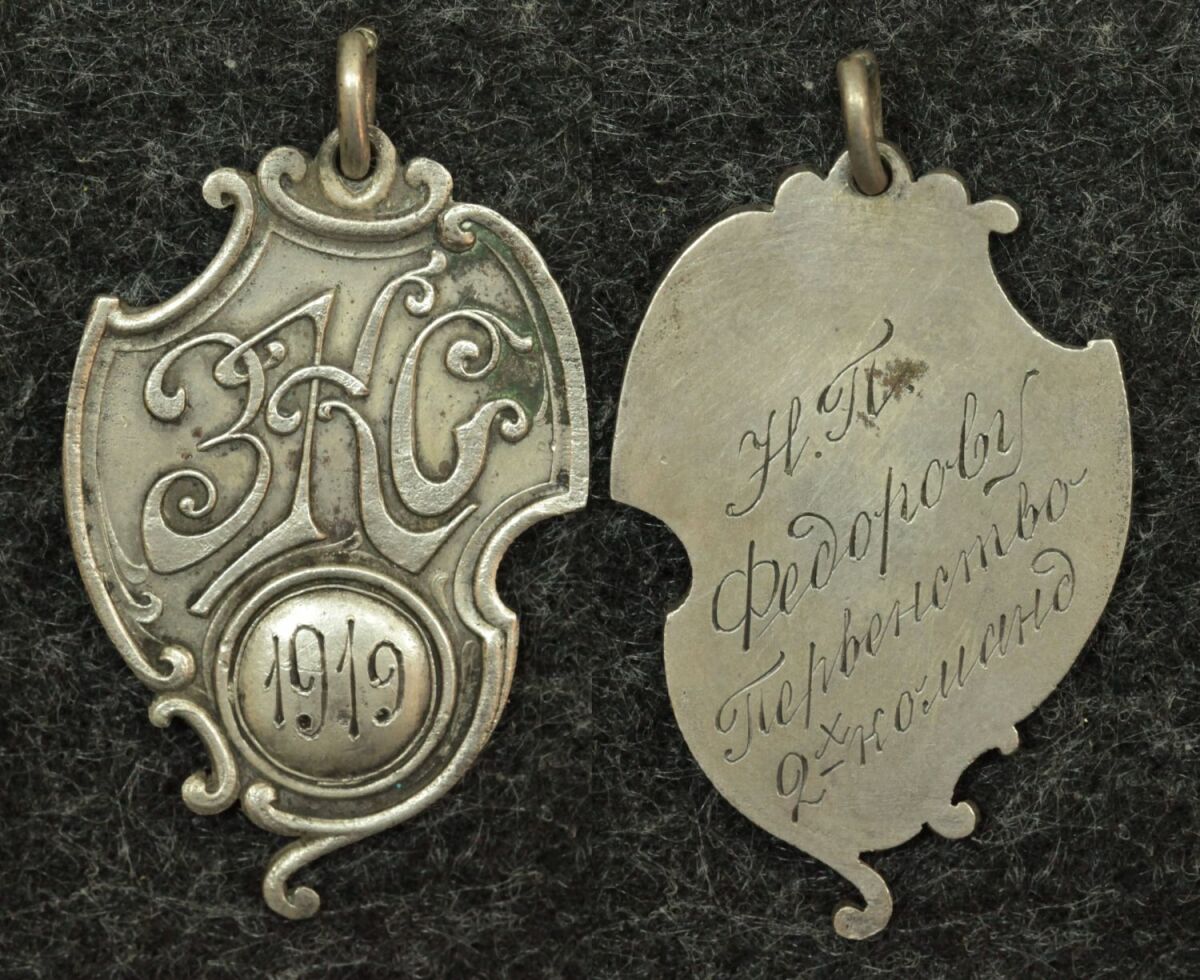 ЗКС
1919
Н. П.
Федорову
Первенство
2х команд